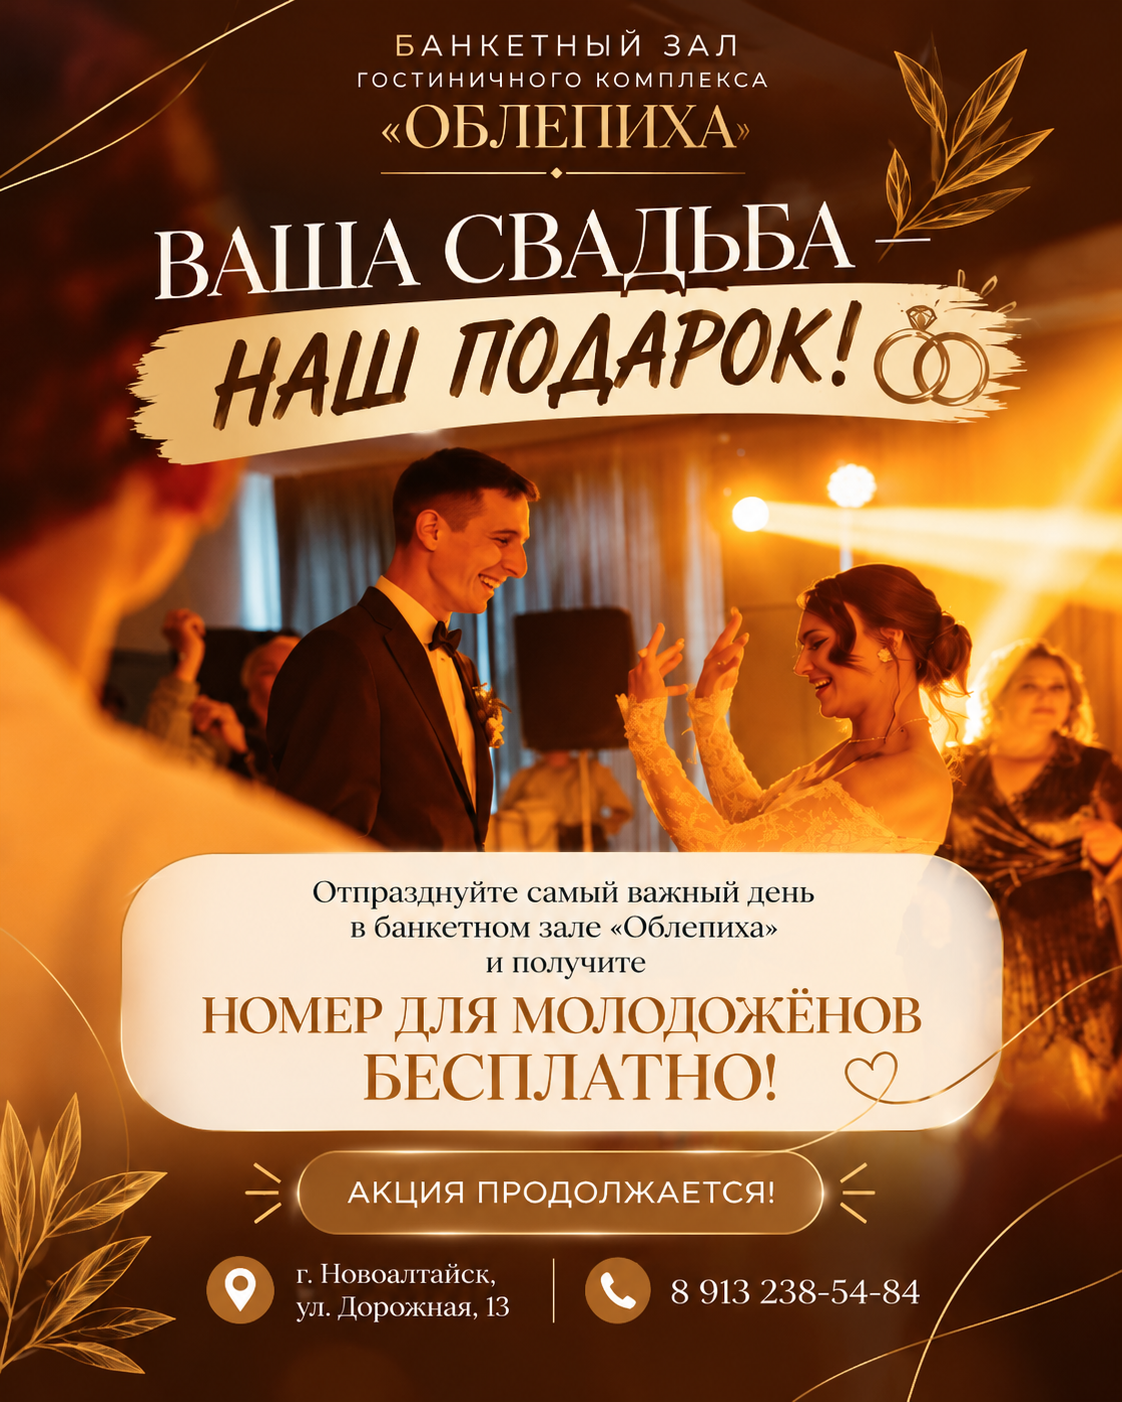 БАНКЕТНЫЙ ЗАЛ
ГОСТИНИЧНОГО КОМПЛЕКСА
«ОБЛЕПИХА»
ВАША СВАДЬБА —
НАШ ПОДАРОК!
Отпразднуйте самый важный день
в банкетном зале «Облепиха»
и получите
НОМЕР ДЛЯ МОЛОДОЖЁНОВ
БЕСПЛАТНО!
АКЦИЯ ПРОДОЛЖАЕТСЯ!
г. Новоалтайск,
ул. Дорожная, 13
8 913 238-54-84